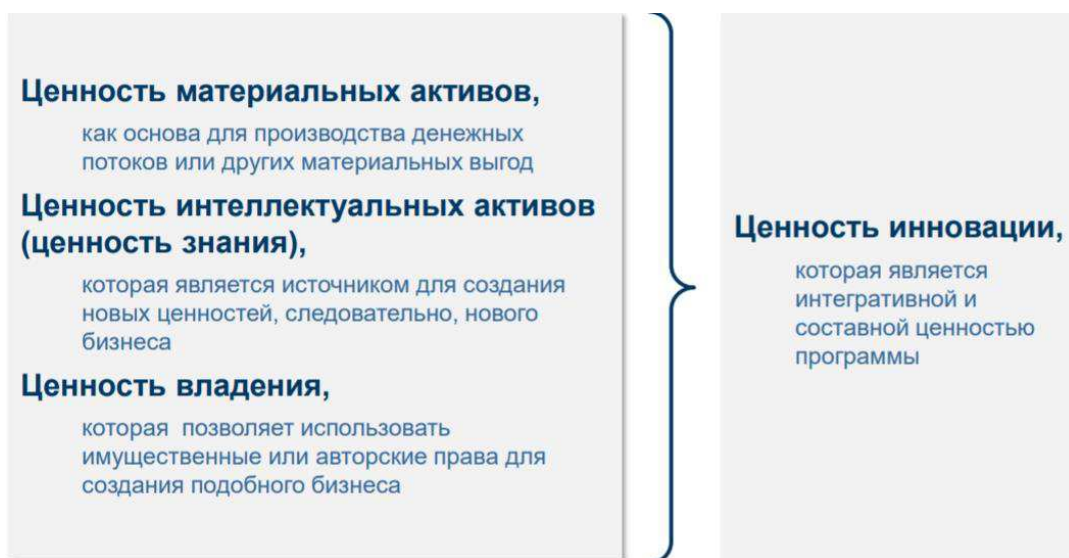 Ценность материальных активов,
как основа для производства денежных
потоков или других материальных выгод
Ценность интеллектуальных активов
(ценность знания),
которая является источником для создания
новых ценностей, следовательно, нового
бизнеса
Ценность владения,
которая позволяет использовать
имущественные или авторские права для
создания подобного бизнеса
Ценность инновации,
которая является
интегративной и
составной ценностью
программы